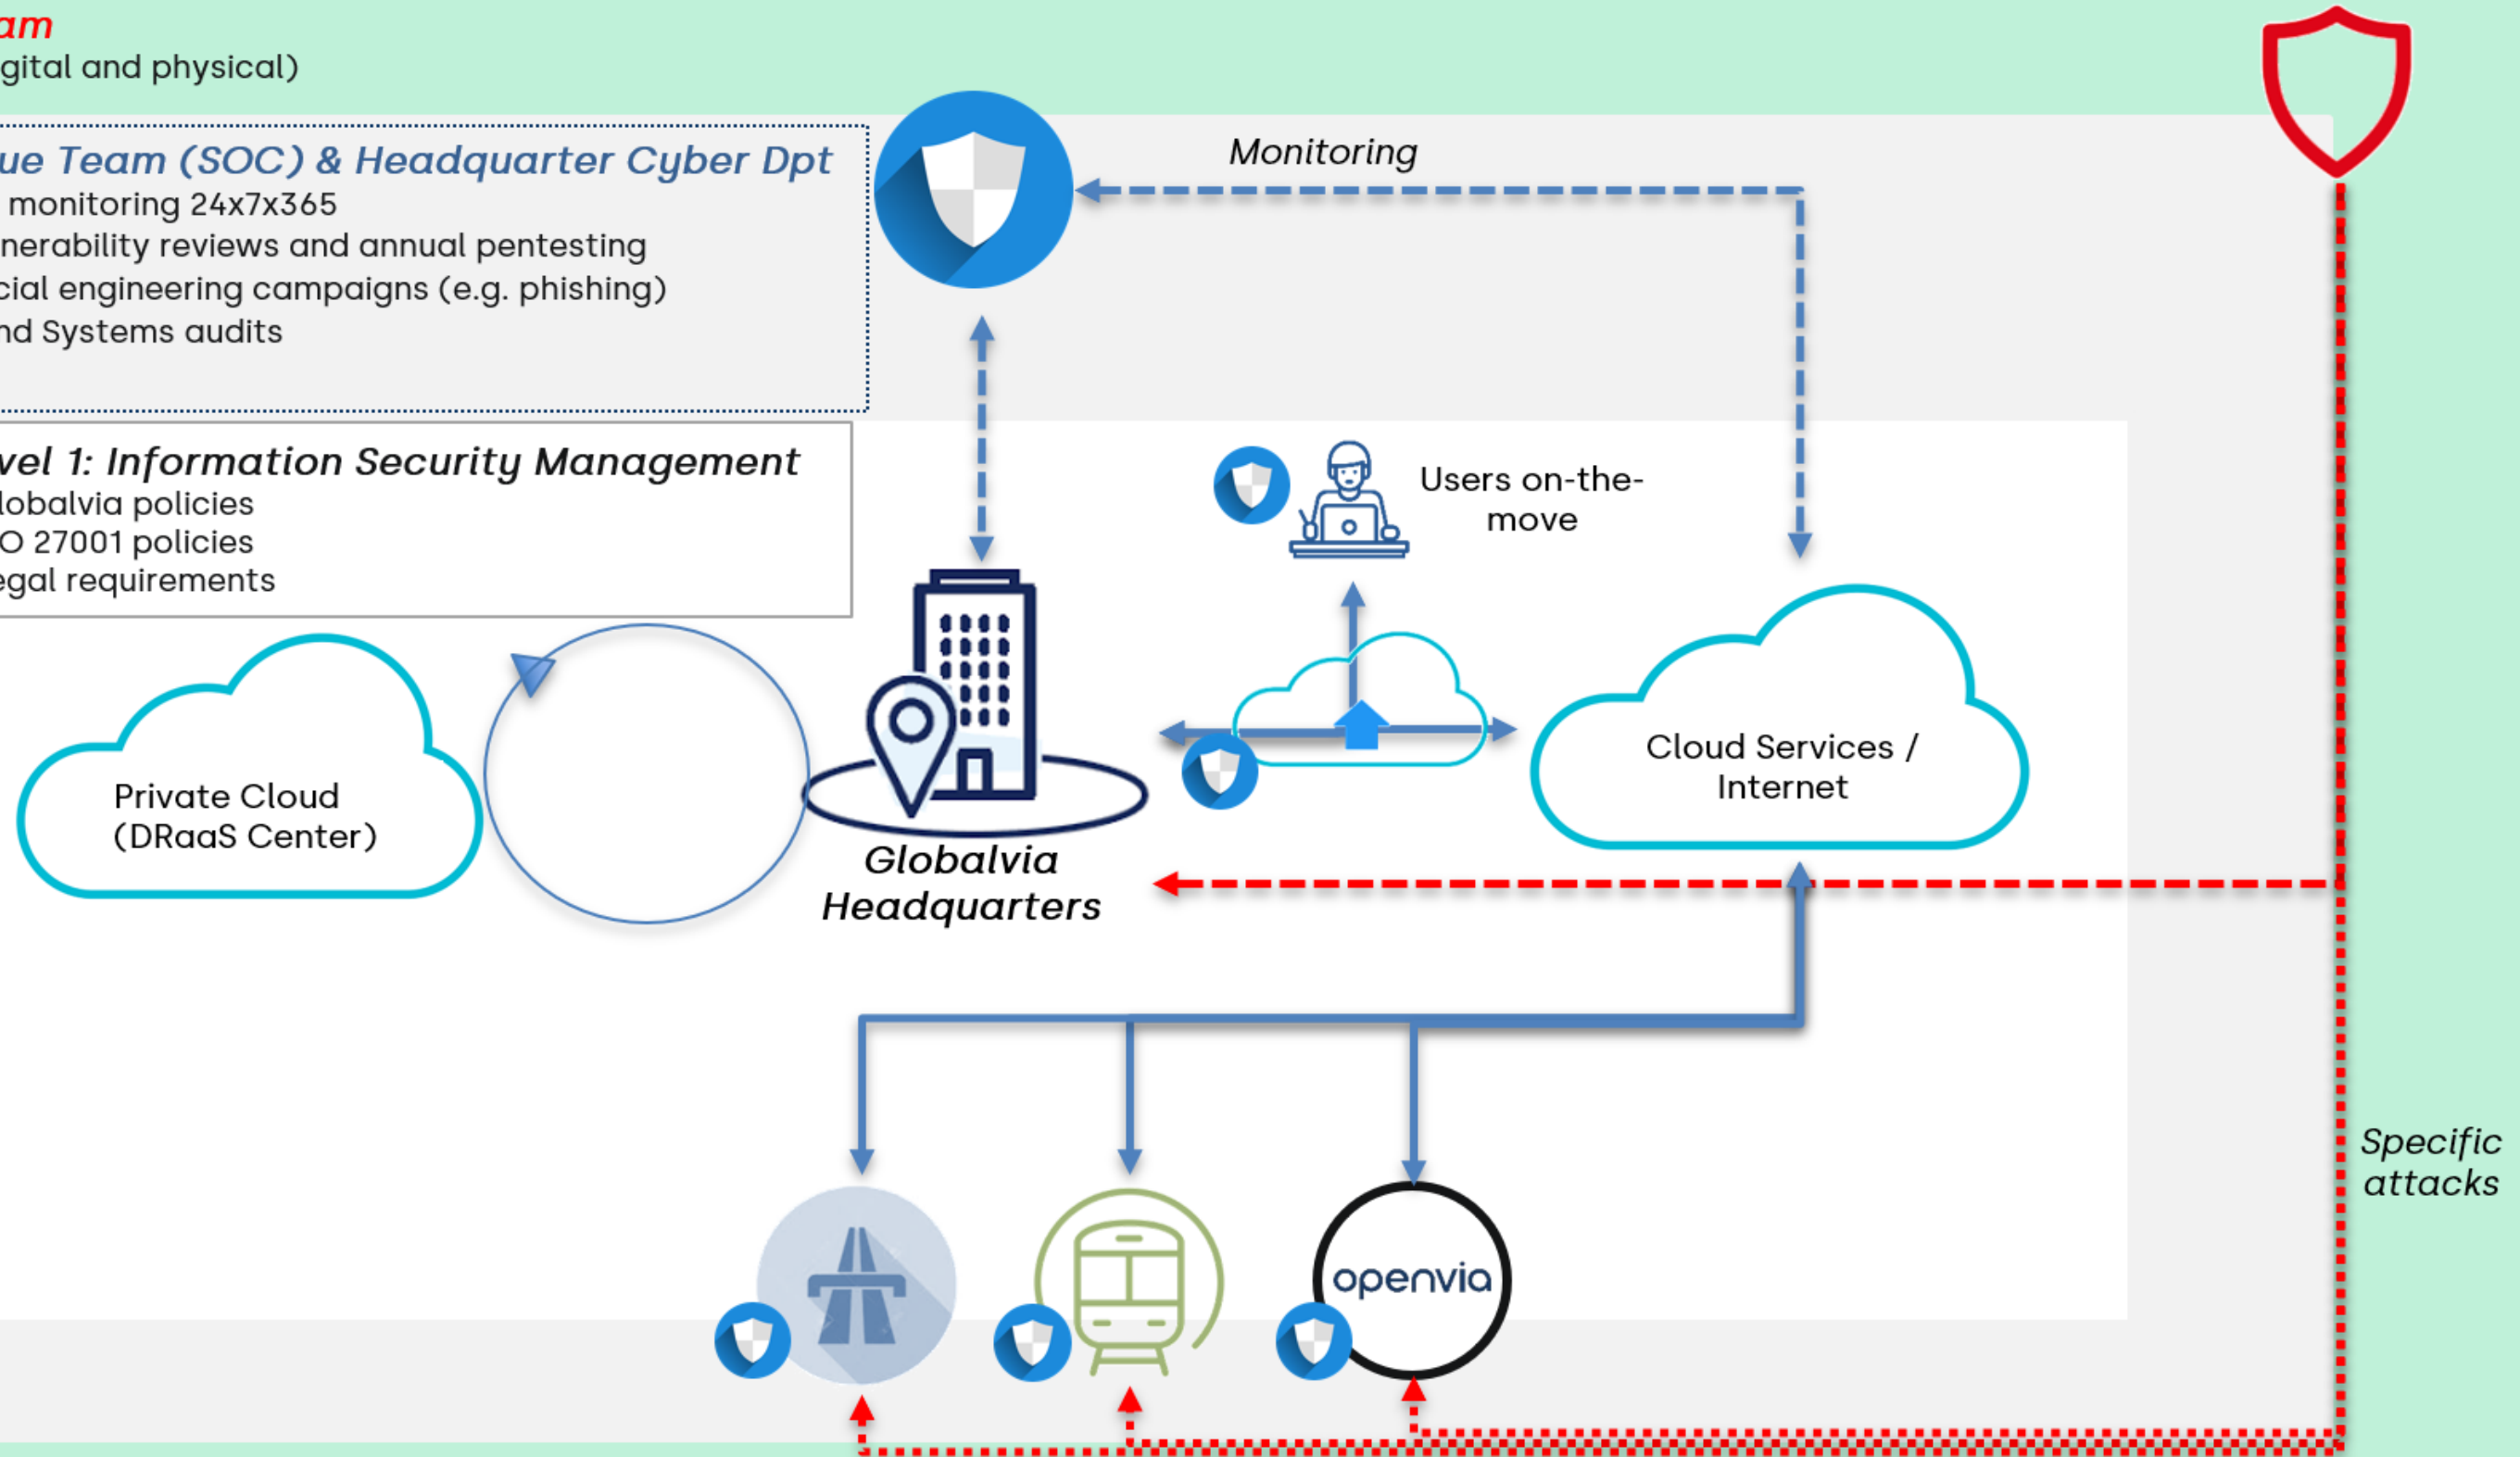 am
gital and physical)
Monitoring
ue Team (SOC) & Headquarter Cyber Dpt
monitoring 24x7x365
nerability reviews and annual pentesting
cial engineering campaigns (e.g. phishing)
nd Systems audits
vel 1: Information Security Management
lobalvia policies
O 27001 policies
egal requirements
Users on-the-
move
Private Cloud
(DRaaS Center)
Globalvia
Headquarters
Cloud Services /
Internet
Specific
attacks
openvia